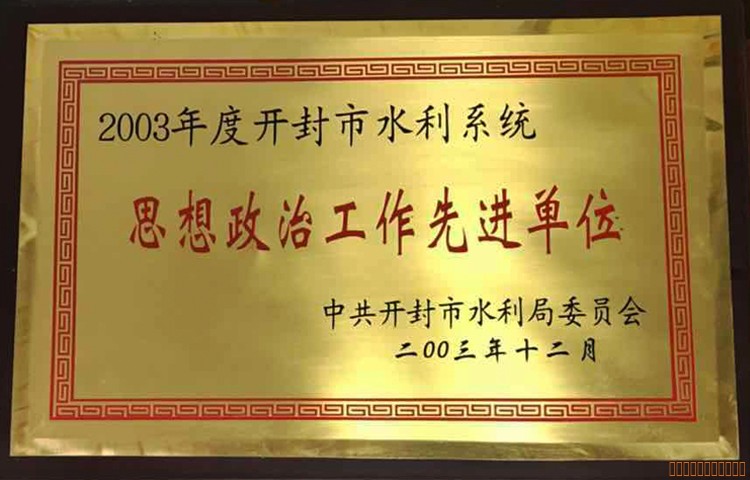 2003年度开封市水利系统
思想政治工作先进单位
中共开封市水利局委员会
二00三年十二月